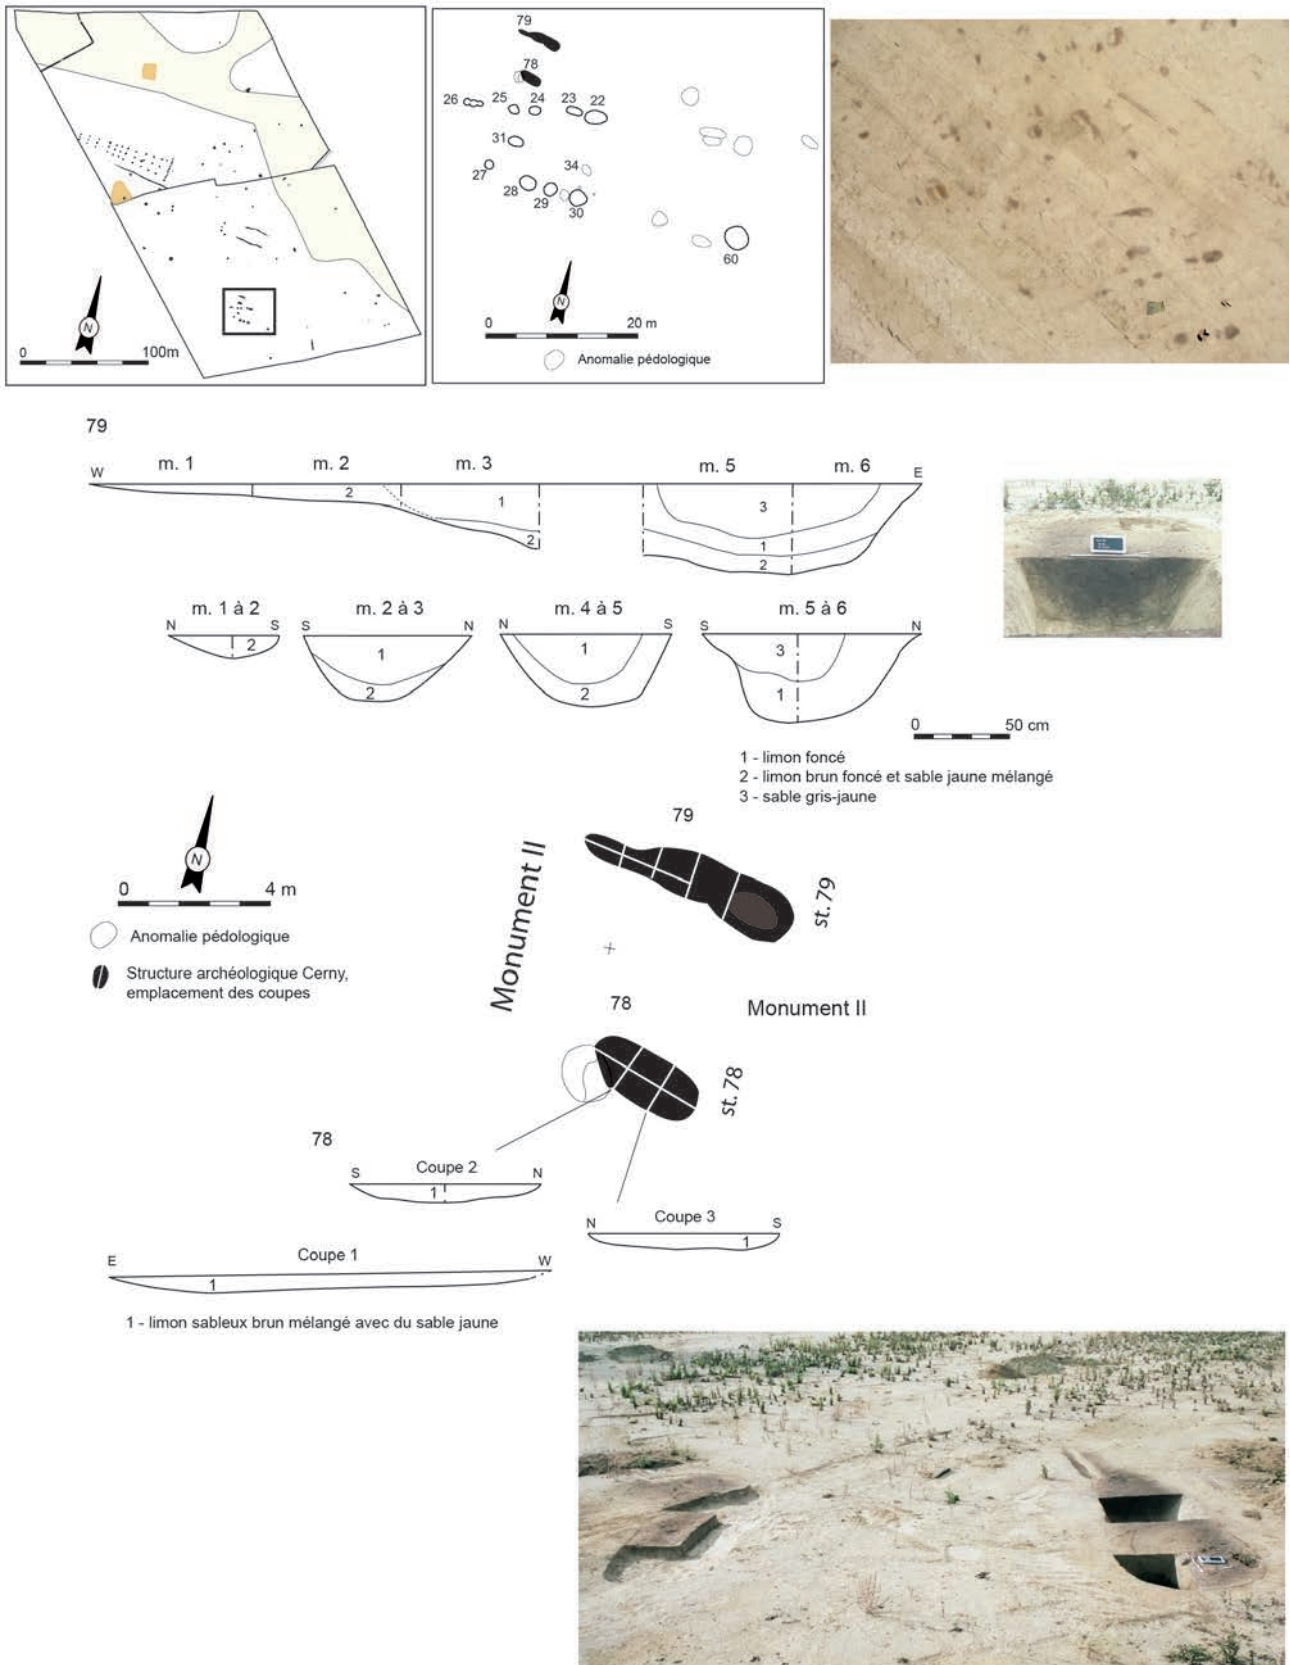 N
0 100m
79
78
26 25 24 23 22
31
27 34
28 29 30
60
N
0 20 m
Anomalie pédologique
79
m. 1 m. 2 m. 3 m. 5 m. 6
W E
2 1 3
2 1
2
m. 1 à 2 m. 2 à 3 m. 4 à 5 m. 5 à 6
N S S N N S S N
2 1 1 3
2 2 1
0 50 cm
1 - limon foncé
2 - limon brun foncé et sable jaune mélangé
3 - sable gris-jaune
N
0 4 m
Anomalie pédologique
Structure archéologique Cerny,
emplacement des coupes
79
Monument II
st. 79
78
Monument II
st. 78
78
Coupe 2
S N
1
Coupe 3
N S
1
Coupe 1
E W
1
1 - limon sableux brun mélangé avec du sable jaune